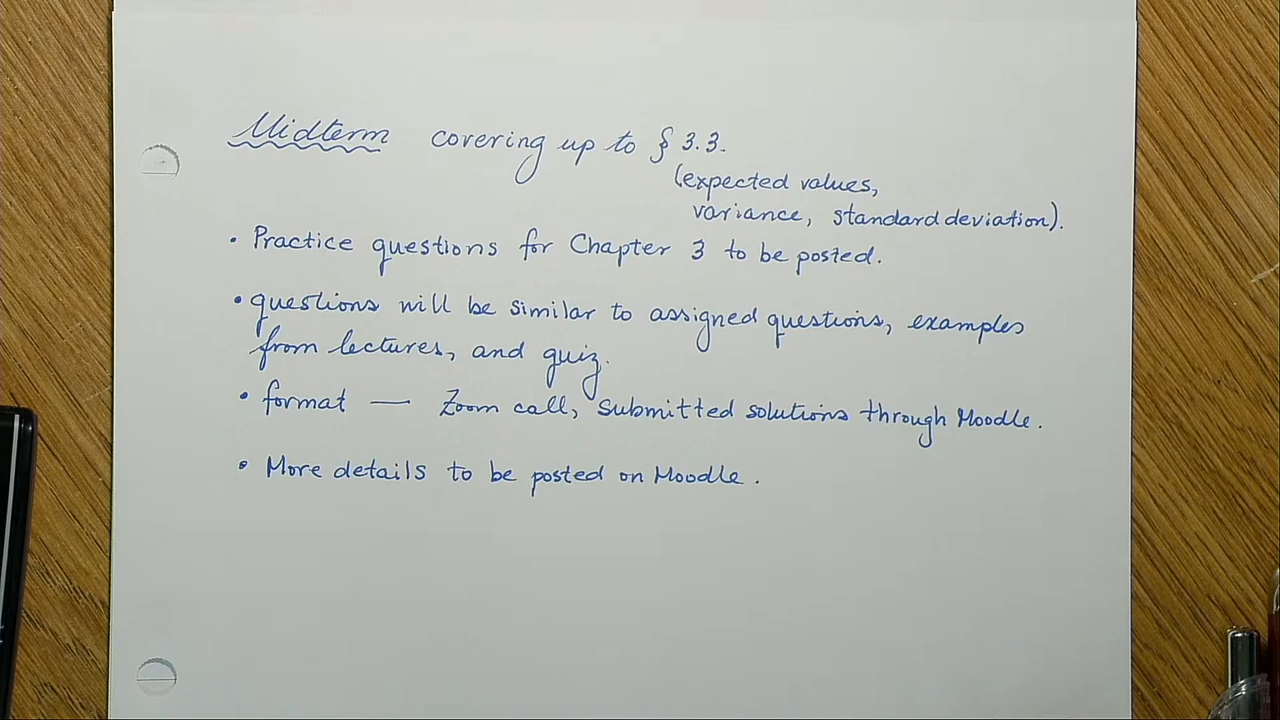 Midterm covering up to § 3.3.
(expected values,
variance, standard deviation).
• Practice questions for Chapter 3 to be posted.
• questions will be similar to assigned questions, examples
from lectures, and quiz.
• format — Zoom call, submitted solutions through Moodle.
• More details to be posted on Moodle.